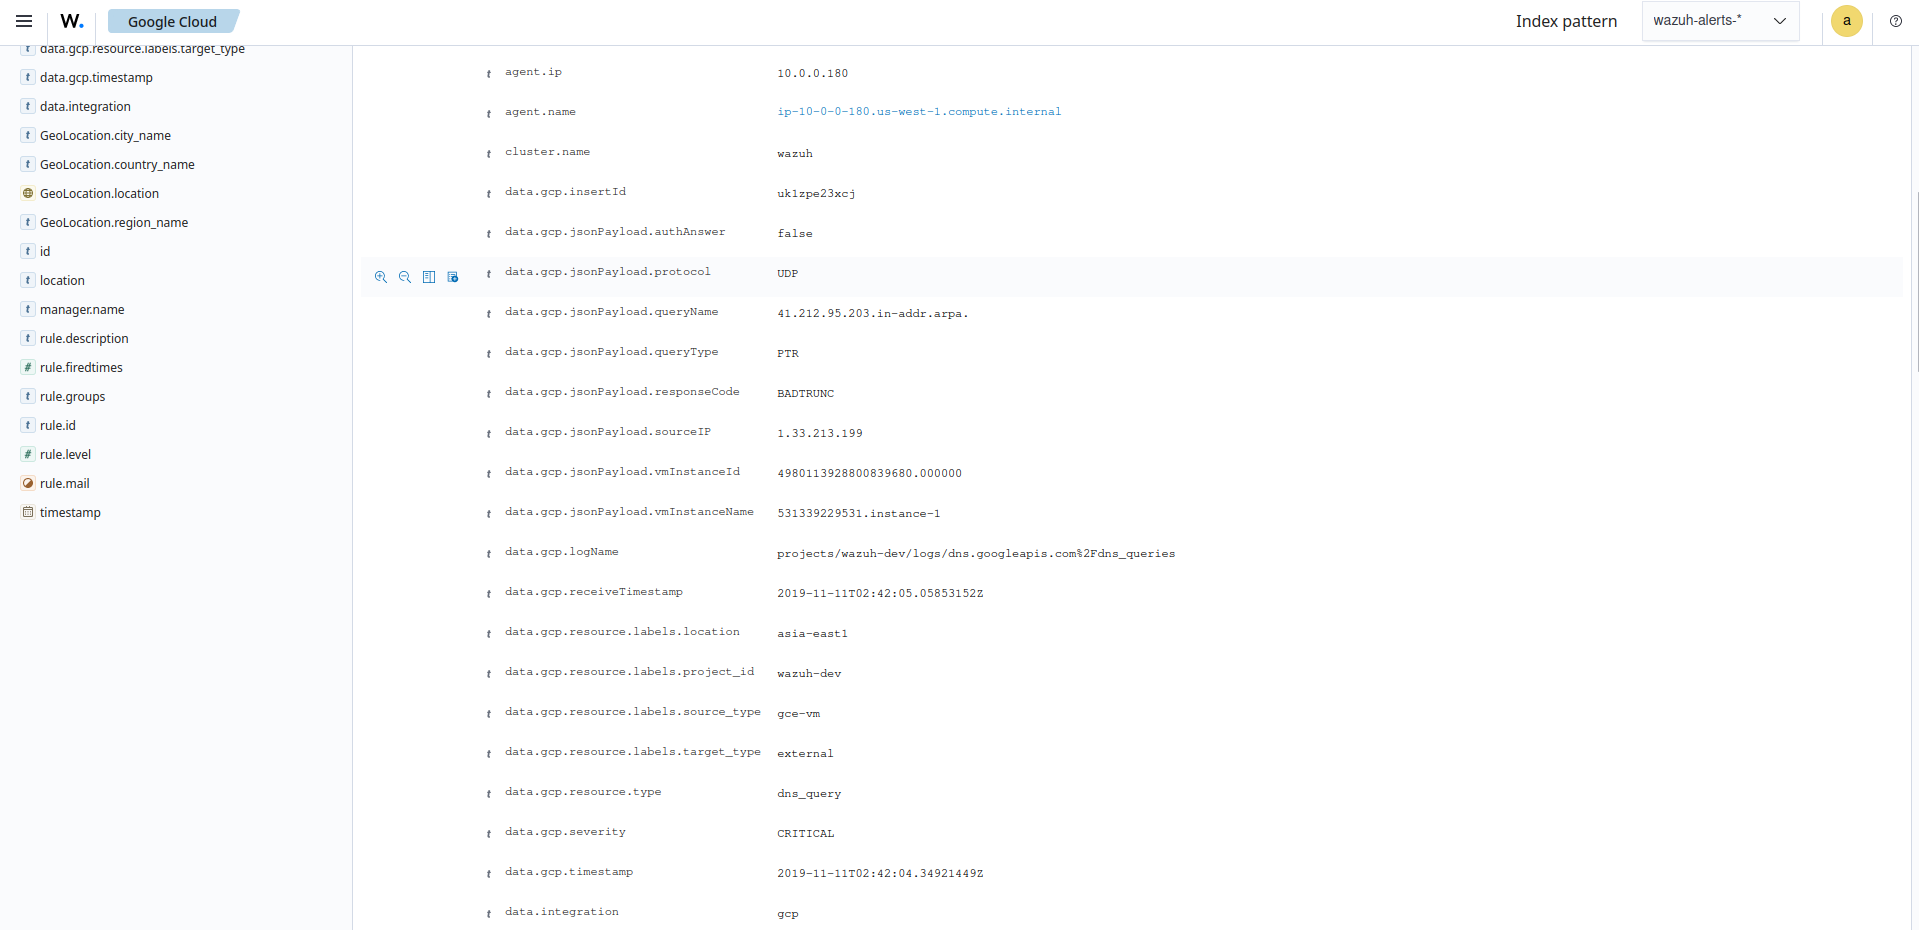 W. Google Cloud Index pattern wazuh-alerts-* a
data.gcp.resource.labels.target_type
data.gcp.timestamp
data.integration
GeoLocation.city_name
GeoLocation.country_name
GeoLocation.location
GeoLocation.region_name
id
location
manager.name
rule.description
rule.firedtimes
rule.groups
rule.id
rule.level
rule.mail
timestamp
t agent.ip 10.0.0.180
t agent.name ip-10-0-0-180.us-west-1.compute.internal
t cluster.name wazuh
t data.gcp.insertId uk1zpe23xcj
t data.gcp.jsonPayload.authAnswer false
t data.gcp.jsonPayload.protocol UDP
t data.gcp.jsonPayload.queryName 41.212.95.203.in-addr.arpa.
t data.gcp.jsonPayload.queryType PTR
t data.gcp.jsonPayload.responseCode BADTRUNC
t data.gcp.jsonPayload.sourceIP 1.33.213.199
t data.gcp.jsonPayload.vmInstanceId 4980113928800839680.000000
t data.gcp.jsonPayload.vmInstanceName 531339229531.instance-1
t data.gcp.logName projects/wazuh-dev/logs/dns.googleapis.com%2Fdns_queries
t data.gcp.receiveTimestamp 2019-11-11T02:42:05.05853152Z
t data.gcp.resource.labels.location asia-east1
t data.gcp.resource.labels.project_id wazuh-dev
t data.gcp.resource.labels.source_type gce-vm
t data.gcp.resource.labels.target_type external
t data.gcp.resource.type dns_query
t data.gcp.severity CRITICAL
t data.gcp.timestamp 2019-11-11T02:42:04.34921449Z
t data.integration gcp